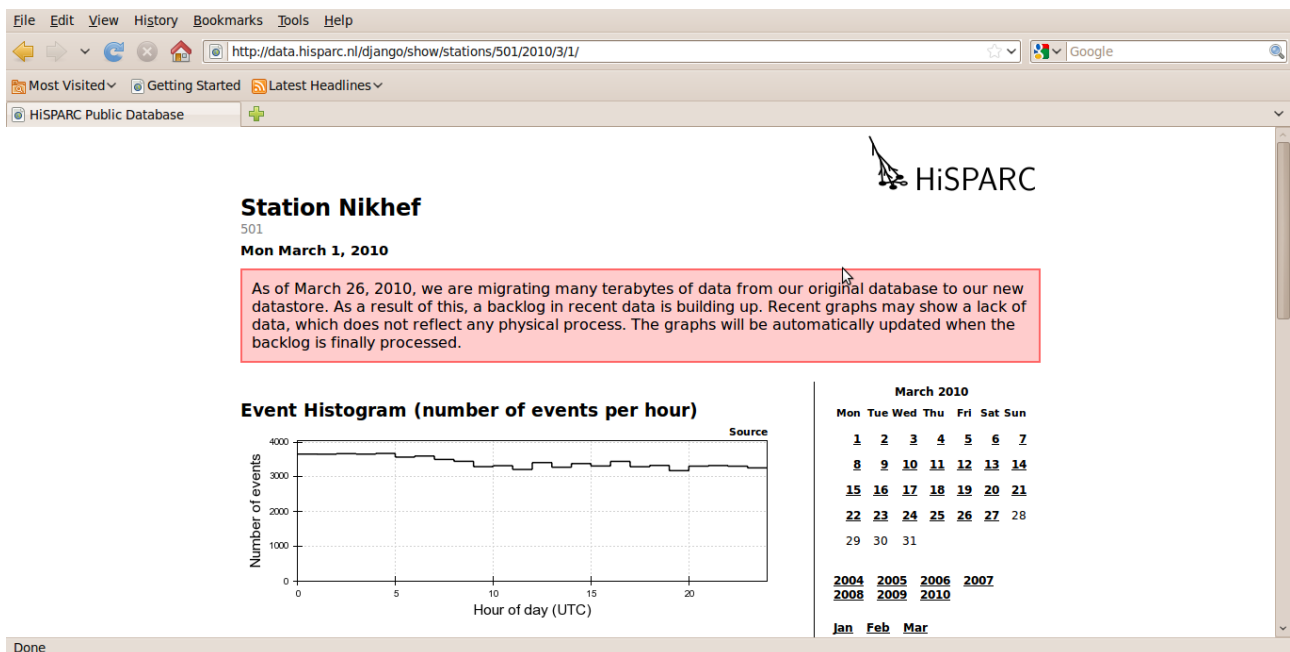 File Edit View History Bookmarks Tools Help
http://data.hisparc.nl/django/show/stations/501/2010/3/1/
Google
Most Visited Getting Started Latest Headlines
HiSPARC Public Database
HiSPARC
Station Nikhef
501
Mon March 1, 2010
As of March 26, 2010, we are migrating many terabytes of data from our original database to our new
datastore. As a result of this, a backlog in recent data is building up. Recent graphs may show a lack of
data, which does not reflect any physical process. The graphs will be automatically updated when the
backlog is finally processed.
Event Histogram (number of events per hour)
Source
4000
3000
2000
1000
0
Number of events
0 5 10 15 20
Hour of day (UTC)
March 2010
Mon Tue Wed Thu Fri Sat Sun
1 2 3 4 5 6 7
8 9 10 11 12 13 14
15 16 17 18 19 20 21
22 23 24 25 26 27 28
29 30 31
2004 2005 2006 2007
2008 2009 2010
Jan Feb Mar
Done